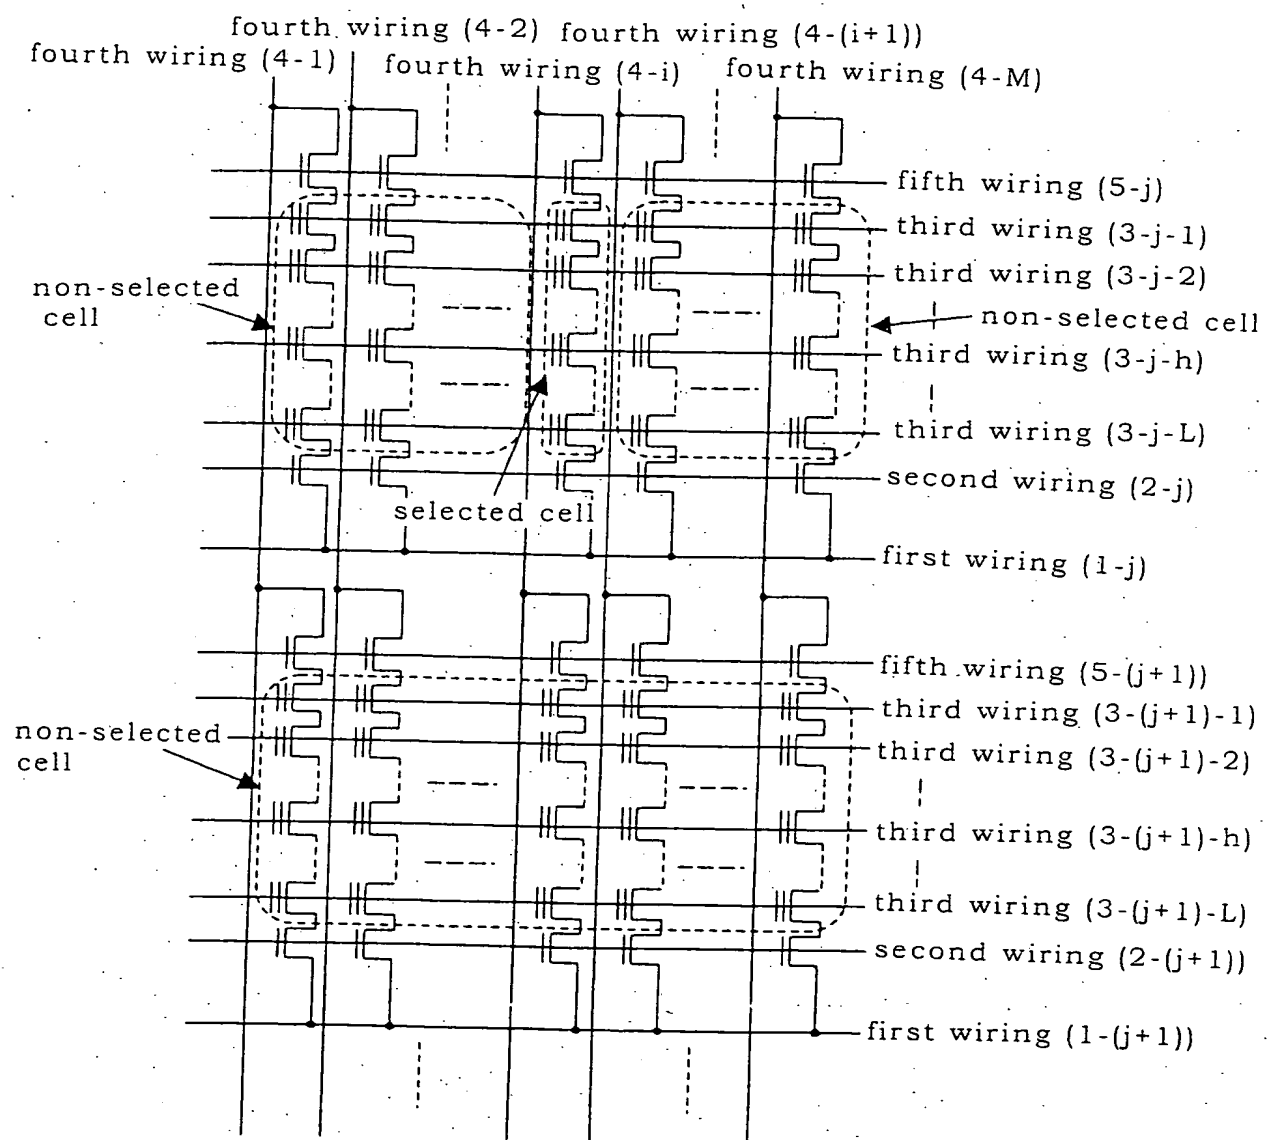 fourth wiring (4-2) fourth wiring (4-(i+1))
fourth wiring (4-1) fourth wiring (4-i) fourth wiring (4-M)
fifth wiring (5-j)
third wiring (3-j-1)
third wiring (3-j-2)
non-selected
cell
non-selected cell
third wiring (3-j-h)
third wiring (3-j-L)
second wiring (2-j)
selected cell
first wiring (1-j)
fifth wiring (5-(j+1))
third wiring (3-(j+1)-1)
non-selected
cell
third wiring (3-(j+1)-2)
third wiring (3-(j+1)-h)
third wiring (3-(j+1)-L)
second wiring (2-(j+1))
first wiring (1-(j+1))